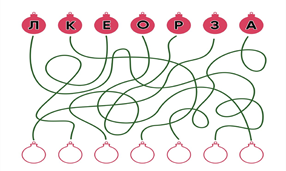 Л К Е О Р З А